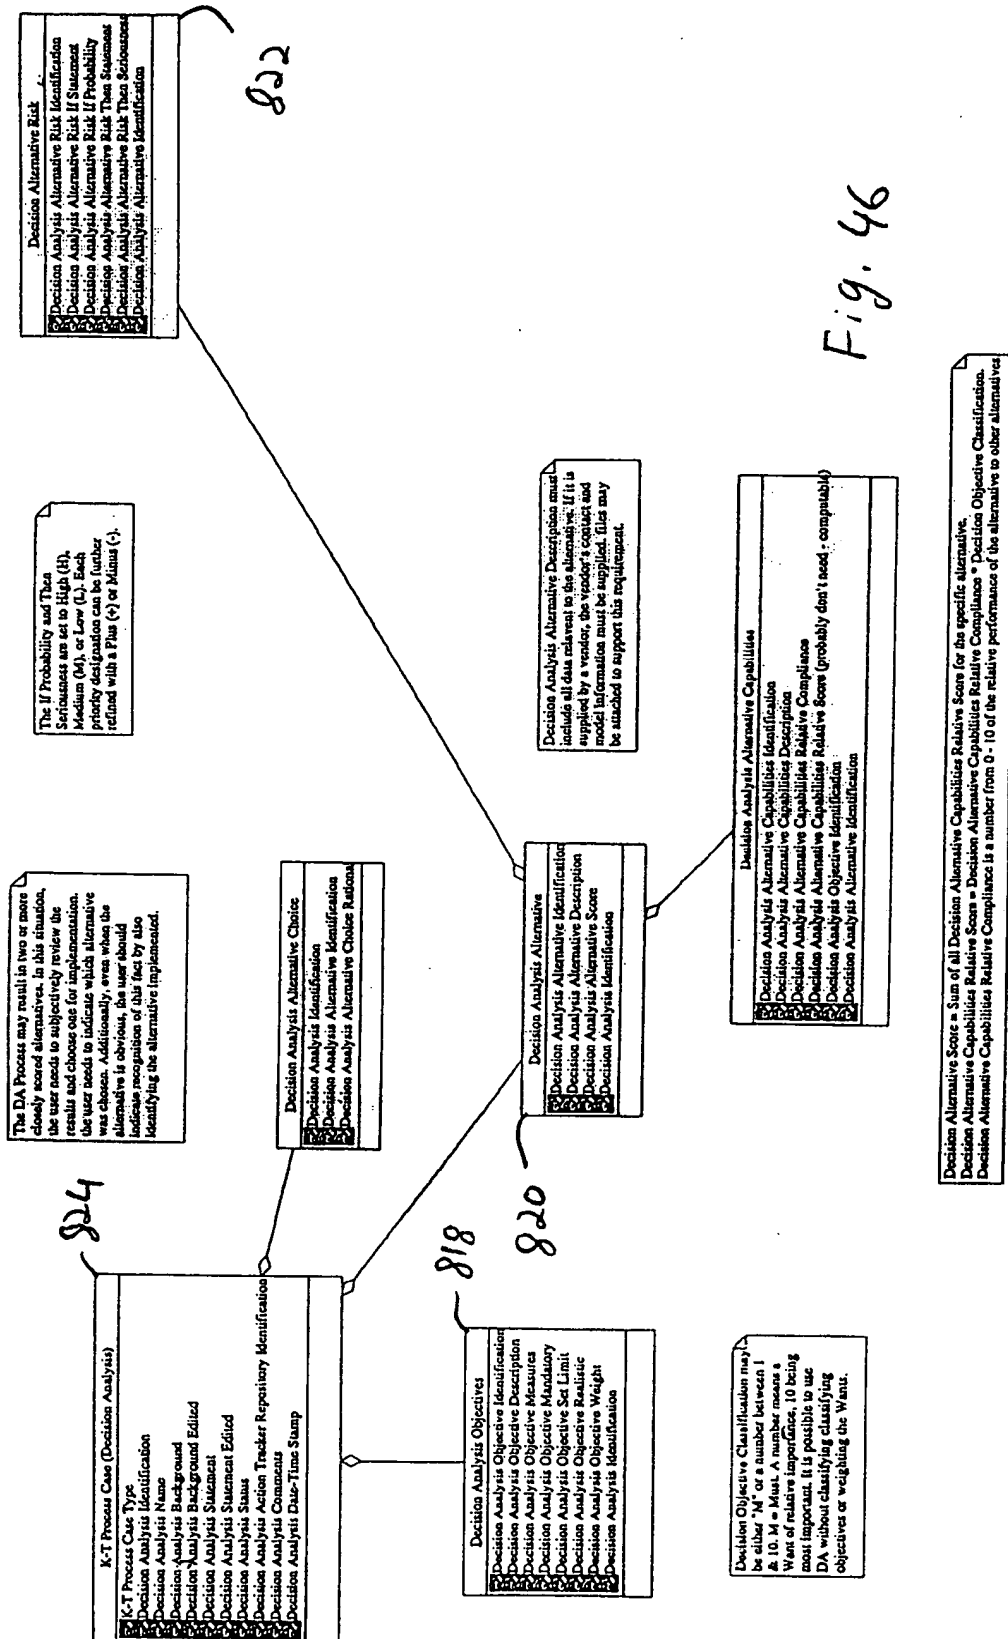 K-T Process Case (Decision Analysis)
K-T Process Case Type
Decision Analysis Identification
Decision Analysis Name
Decision Analysis Background
Decision Analysis Background Edited
Decision Analysis Statement
Decision Analysis Statement Edited
Decision Analysis Status
Decision Analysis Action Tracker Repository Identification
Decision Analysis Comments
Decision Analysis Date-Time Stamp
824
The DA Process may result in two or more
closely scored alternatives. In this situation,
the user needs to subjectively review the
results and choose one for implementation.
the user needs to indicate which alternative
was chosen. Additionally, even when the
alternative is obvious, the user should
indicate recognition of this fact by also
identifying the alternative implemented.
The If Probability and Then
Seriousness are set to High (H),
Medium (M), or Low (L). Each
priority designation can be further
refined with a Plus (+) or Minus (-).
Decision Alternative Risk
Decision Analysis Alternative Risk Identification
Decision Analysis Alternative Risk If Statement
Decision Analysis Alternative Risk If Probability
Decision Analysis Alternative Risk Then Statement
Decision Analysis Alternative Risk Then Seriousness
Decision Analysis Alternative Identification
822
Decision Analysis Alternative Choice
Decision Analysis Identification
Decision Analysis Alternative Identification
Decision Analysis Alternative Choice Rational
Decision Analysis Objectives
Decision Analysis Objective Identification
Decision Analysis Objective Description
Decision Analysis Objective Measures
Decision Analysis Objective Mandatory
Decision Analysis Objective Set Limit
Decision Analysis Objective Realistic
Decision Analysis Objective Weight
Decision Analysis Identification
818
Decision Analysis Alternative
Decision Analysis Alternative Identification
Decision Analysis Alternative Description
Decision Analysis Alternative Score
Decision Analysis Identification
820
Decision Analysis Alternative Description must
include all data relavent to the alternative. If it is
supplied by a vendor, the vendor's contact and
model information must be supplied. files may
be attached to support this requirement.
Decision Objective Classification may
be either "M" or a number between 1
& 10. M = Must. A number means a
Want of relative importance, 10 being
most important. It is possible to use
DA without classifying classifying
objectives or weighting the Wants.
Decision Analysis Alternative Capabilities
Decision Analysis Alternative Capabilities Identification
Decision Analysis Alternative Capabilities Description
Decision Analysis Alternative Capabilities Relative Compliance
Decision Analysis Alternative Capabilities Relative Score (probably don't need - computable)
Decision Analysis Objective Identification
Decision Analysis Alternative Identification
Fig. 46
Decision Alternative Score = Sum of all Decision Alternative Capabilities Relative Score for the specific alternative.
Decision Alternative Capabilities Relative Score = Decision Alternative Capabilities Relative Compliance * Decision Objective Classification.
Decision Alternative Capabilities Relative Compliance is a number from 0 - 10 of the relative performance of the alternative to other alternatives